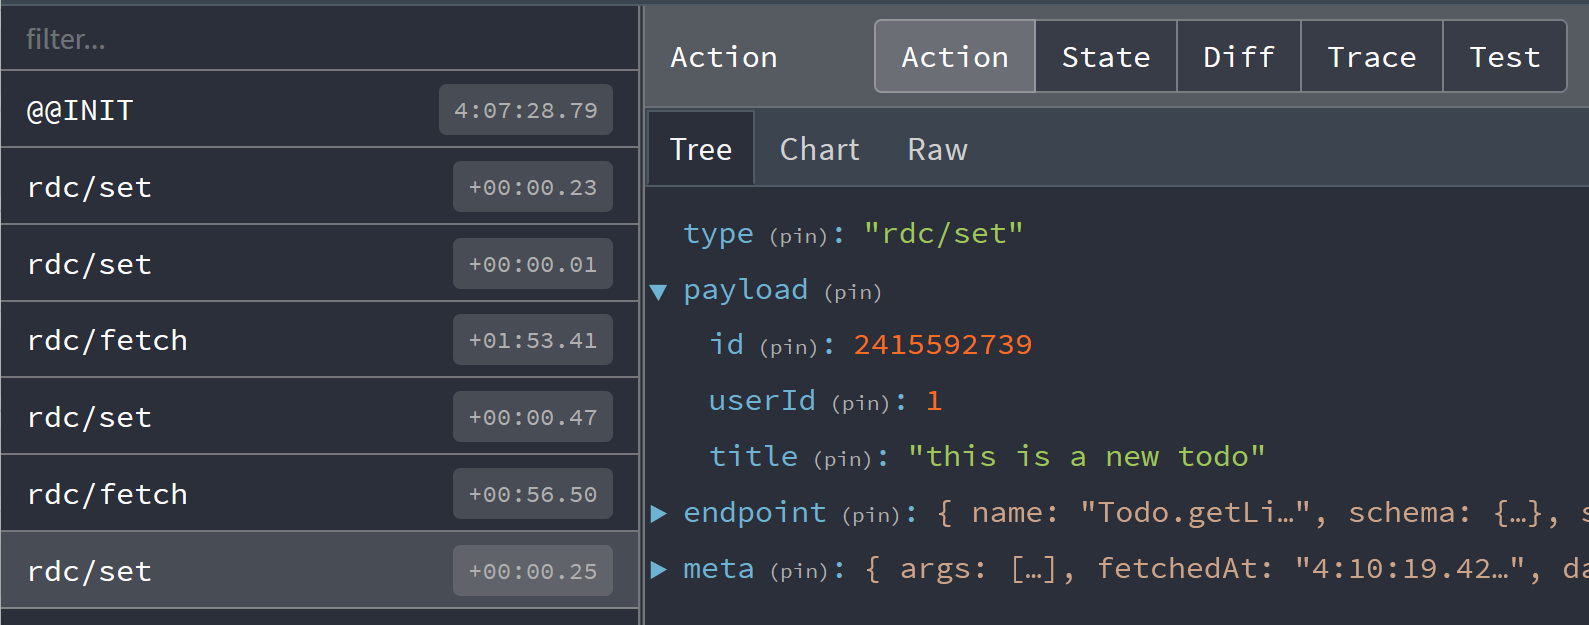 filter...
@@INIT 4:07:28.79
rdc/set +00:00.23
rdc/set +00:00.01
rdc/fetch +01:53.41
rdc/set +00:00.47
rdc/fetch +00:56.50
rdc/set +00:00.25
Action Action State Diff Trace Test
Tree Chart Raw
type (pin): "rdc/set"
▼ payload (pin)
id (pin): 2415592739
userId (pin): 1
title (pin): "this is a new todo"
▶ endpoint (pin): { name: "Todo.getLi…", schema: {…}, s
▶ meta (pin): { args: […], fetchedAt: "4:10:19.42…", da